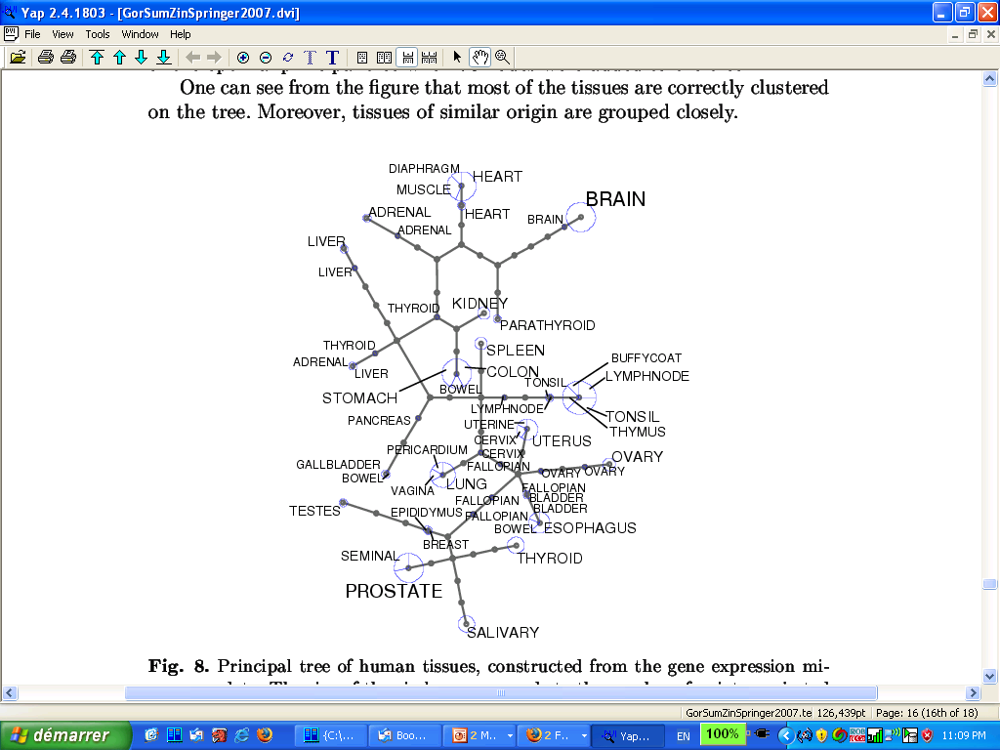 Yap 2.4.1803 - [GorSumZinSpringer2007.dvi]
File View Tools Window Help
One can see from the figure that most of the tissues are correctly clustered
on the tree. Moreover, tissues of similar origin are grouped closely.
DIAPHRAGM
HEART
MUSCLE
BRAIN
ADRENAL
HEART
BRAIN
ADRENAL
LIVER
LIVER
KIDNEY
THYROID
PARATHYROID
THYROID
SPLEEN
BUFFYCOAT
ADRENAL
LIVER
COLON
LYMPHNODE
TONSIL
BOWEL
STOMACH
LYMPHNODE
TONSIL
PANCREAS
UTERINE
THYMUS
CERVIX
UTERUS
PERICARDIUM
CERVIX
OVARY
GALLBLADDER
FALLOPIAN
BOWEL
OVARY
OVARY
VAGINA
LUNG
FALLOPIAN
FALLOPIAN
BLADDER
TESTES
EPIDIDYMUS
BLADDER
FALLOPIAN
BOWEL
ESOPHAGUS
BREAST
SEMINAL
THYROID
PROSTATE
SALIVARY
Fig. 8. Principal tree of human tissues, constructed from the gene expression mi-
GorSumZinSpringer2007.te 126,439pt Page: 16 (16th of 18)
démarrer
{C:\...
Boo...
2 M...
2 F...
Yap...
EN
100%
11:09 PM